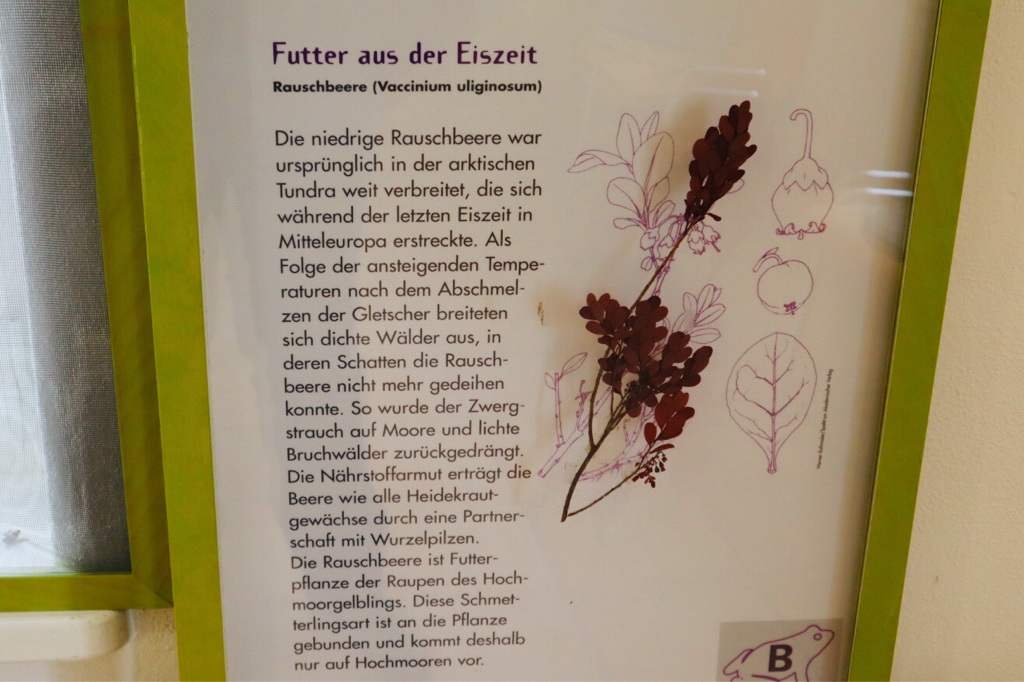 Futter aus der Eiszeit
Rauschbeere (Vaccinium uliginosum)
Die niedrige Rauschbeere war
ursprünglich in der arktischen
Tundra weit verbreitet, die sich
während der letzten Eiszeit in
Mitteleuropa erstreckte. Als
Folge der ansteigenden Tempe-
raturen nach dem Abschmel-
zen der Gletscher breiteten
sich dichte Wälder aus, in
deren Schatten die Rausch-
beere nicht mehr gedeihen
konnte. So wurde der Zwerg-
strauch auf Moore und lichte
Bruchwälder zurückgedrängt.
Die Nährstoffarmut erträgt die
Beere wie alle Heidekraut-
gewächse durch eine Partner-
schaft mit Wurzelpilzen.
Die Rauschbeere ist Futter-
pflanze der Raupen des Hoch-
moorgelblings. Diese Schmet-
terlingsart ist an die Pflanze
gebunden und kommt deshalb
nur auf Hochmooren vor.
B